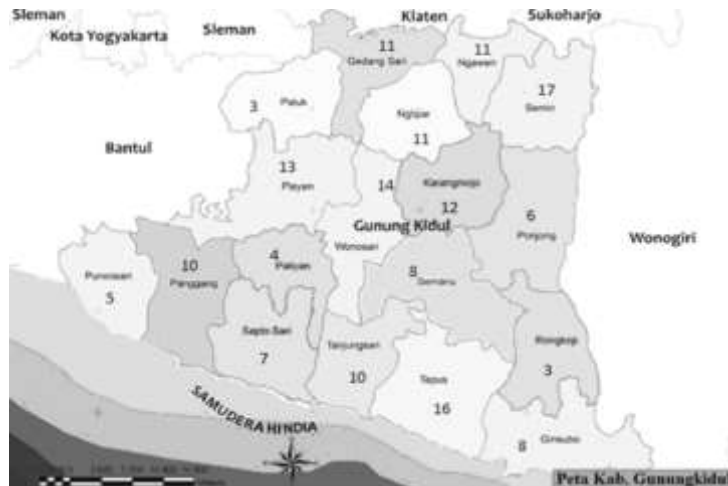 Sleman
Klaten
Sukoharjo
Kota Yogyakarta
Sleman
11
Gedang Sari
11
Ngawen
17
Semin
3
Patuk
Nglipar
11
Bantul
13
Playen
14
Karangmojo
12
6
Ponjong
Gunung Kidul
Wonosari
Wonogiri
10
Panggang
4
Paliyan
8
Semanu
Purwosari
5
Sapto Sari
7
Tanjungsari
10
Tepus
16
Rongkop
3
SAMUDERA HINDIA
8
Girisubo
Peta Kab. Gunungkidul